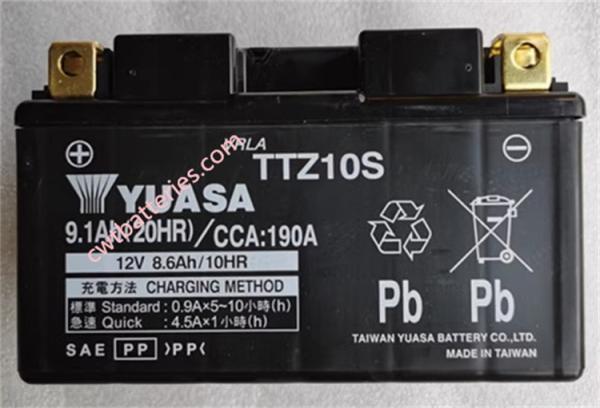 VRLA
TTZ10S
YUASA
9.1Ah(20HR)/CCA:190A
12V 8.6Ah/10HR
充電方法 CHARGING METHOD
標準 Standard : 0.9A×5~10小時(h)
急速 Quick : 4.5A×1小時(h)
SAE PP >PP<
Pb Pb
TAIWAN YUASA BATTERY CO.,LTD.
MADE IN TAIWAN
cwtbatteries.com